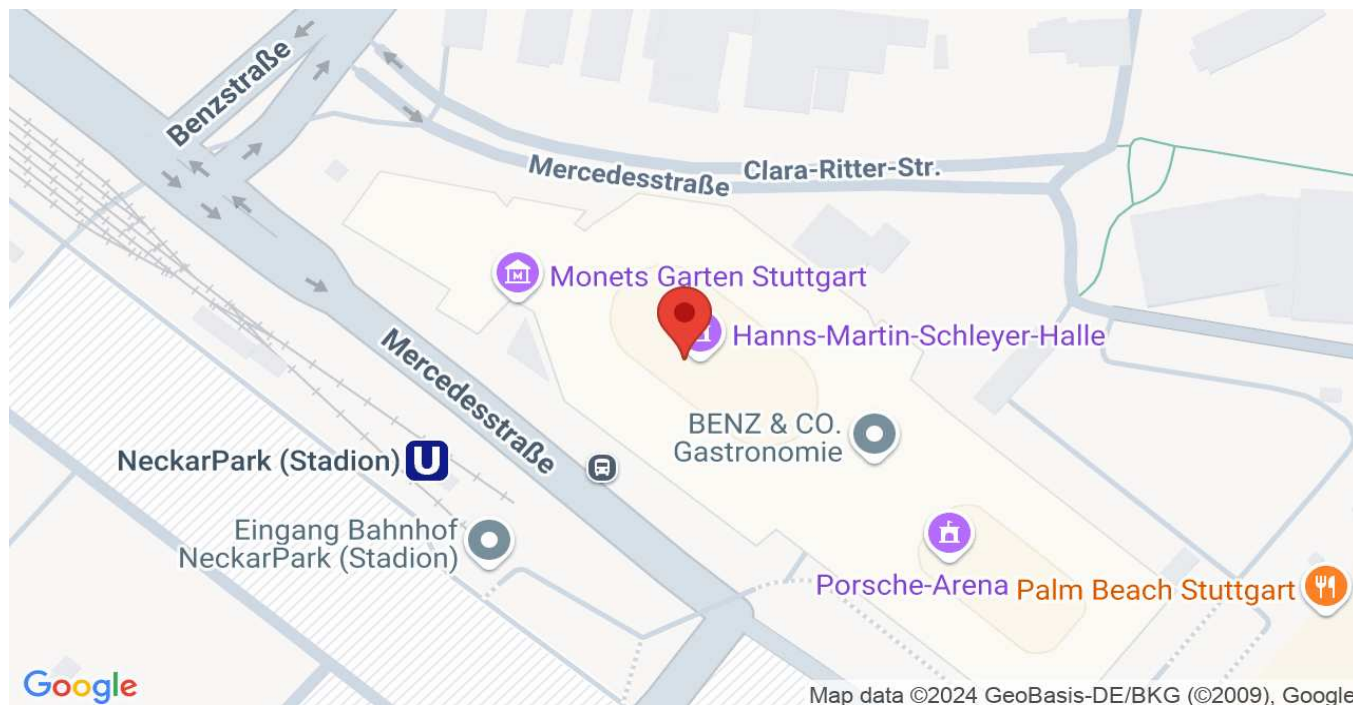 Benzstraße
Mercedesstraße
Clara-Ritter-Str.
Monets Garten Stuttgart
Hanns-Martin-Schleyer-Halle
Mercedesstraße
BENZ & CO.
Gastronomie
NeckarPark (Stadion) U
Eingang Bahnhof
NeckarPark (Stadion)
Porsche-Arena
Palm Beach Stuttgart
Google
Map data ©2024 GeoBasis-DE/BKG (©2009), Google